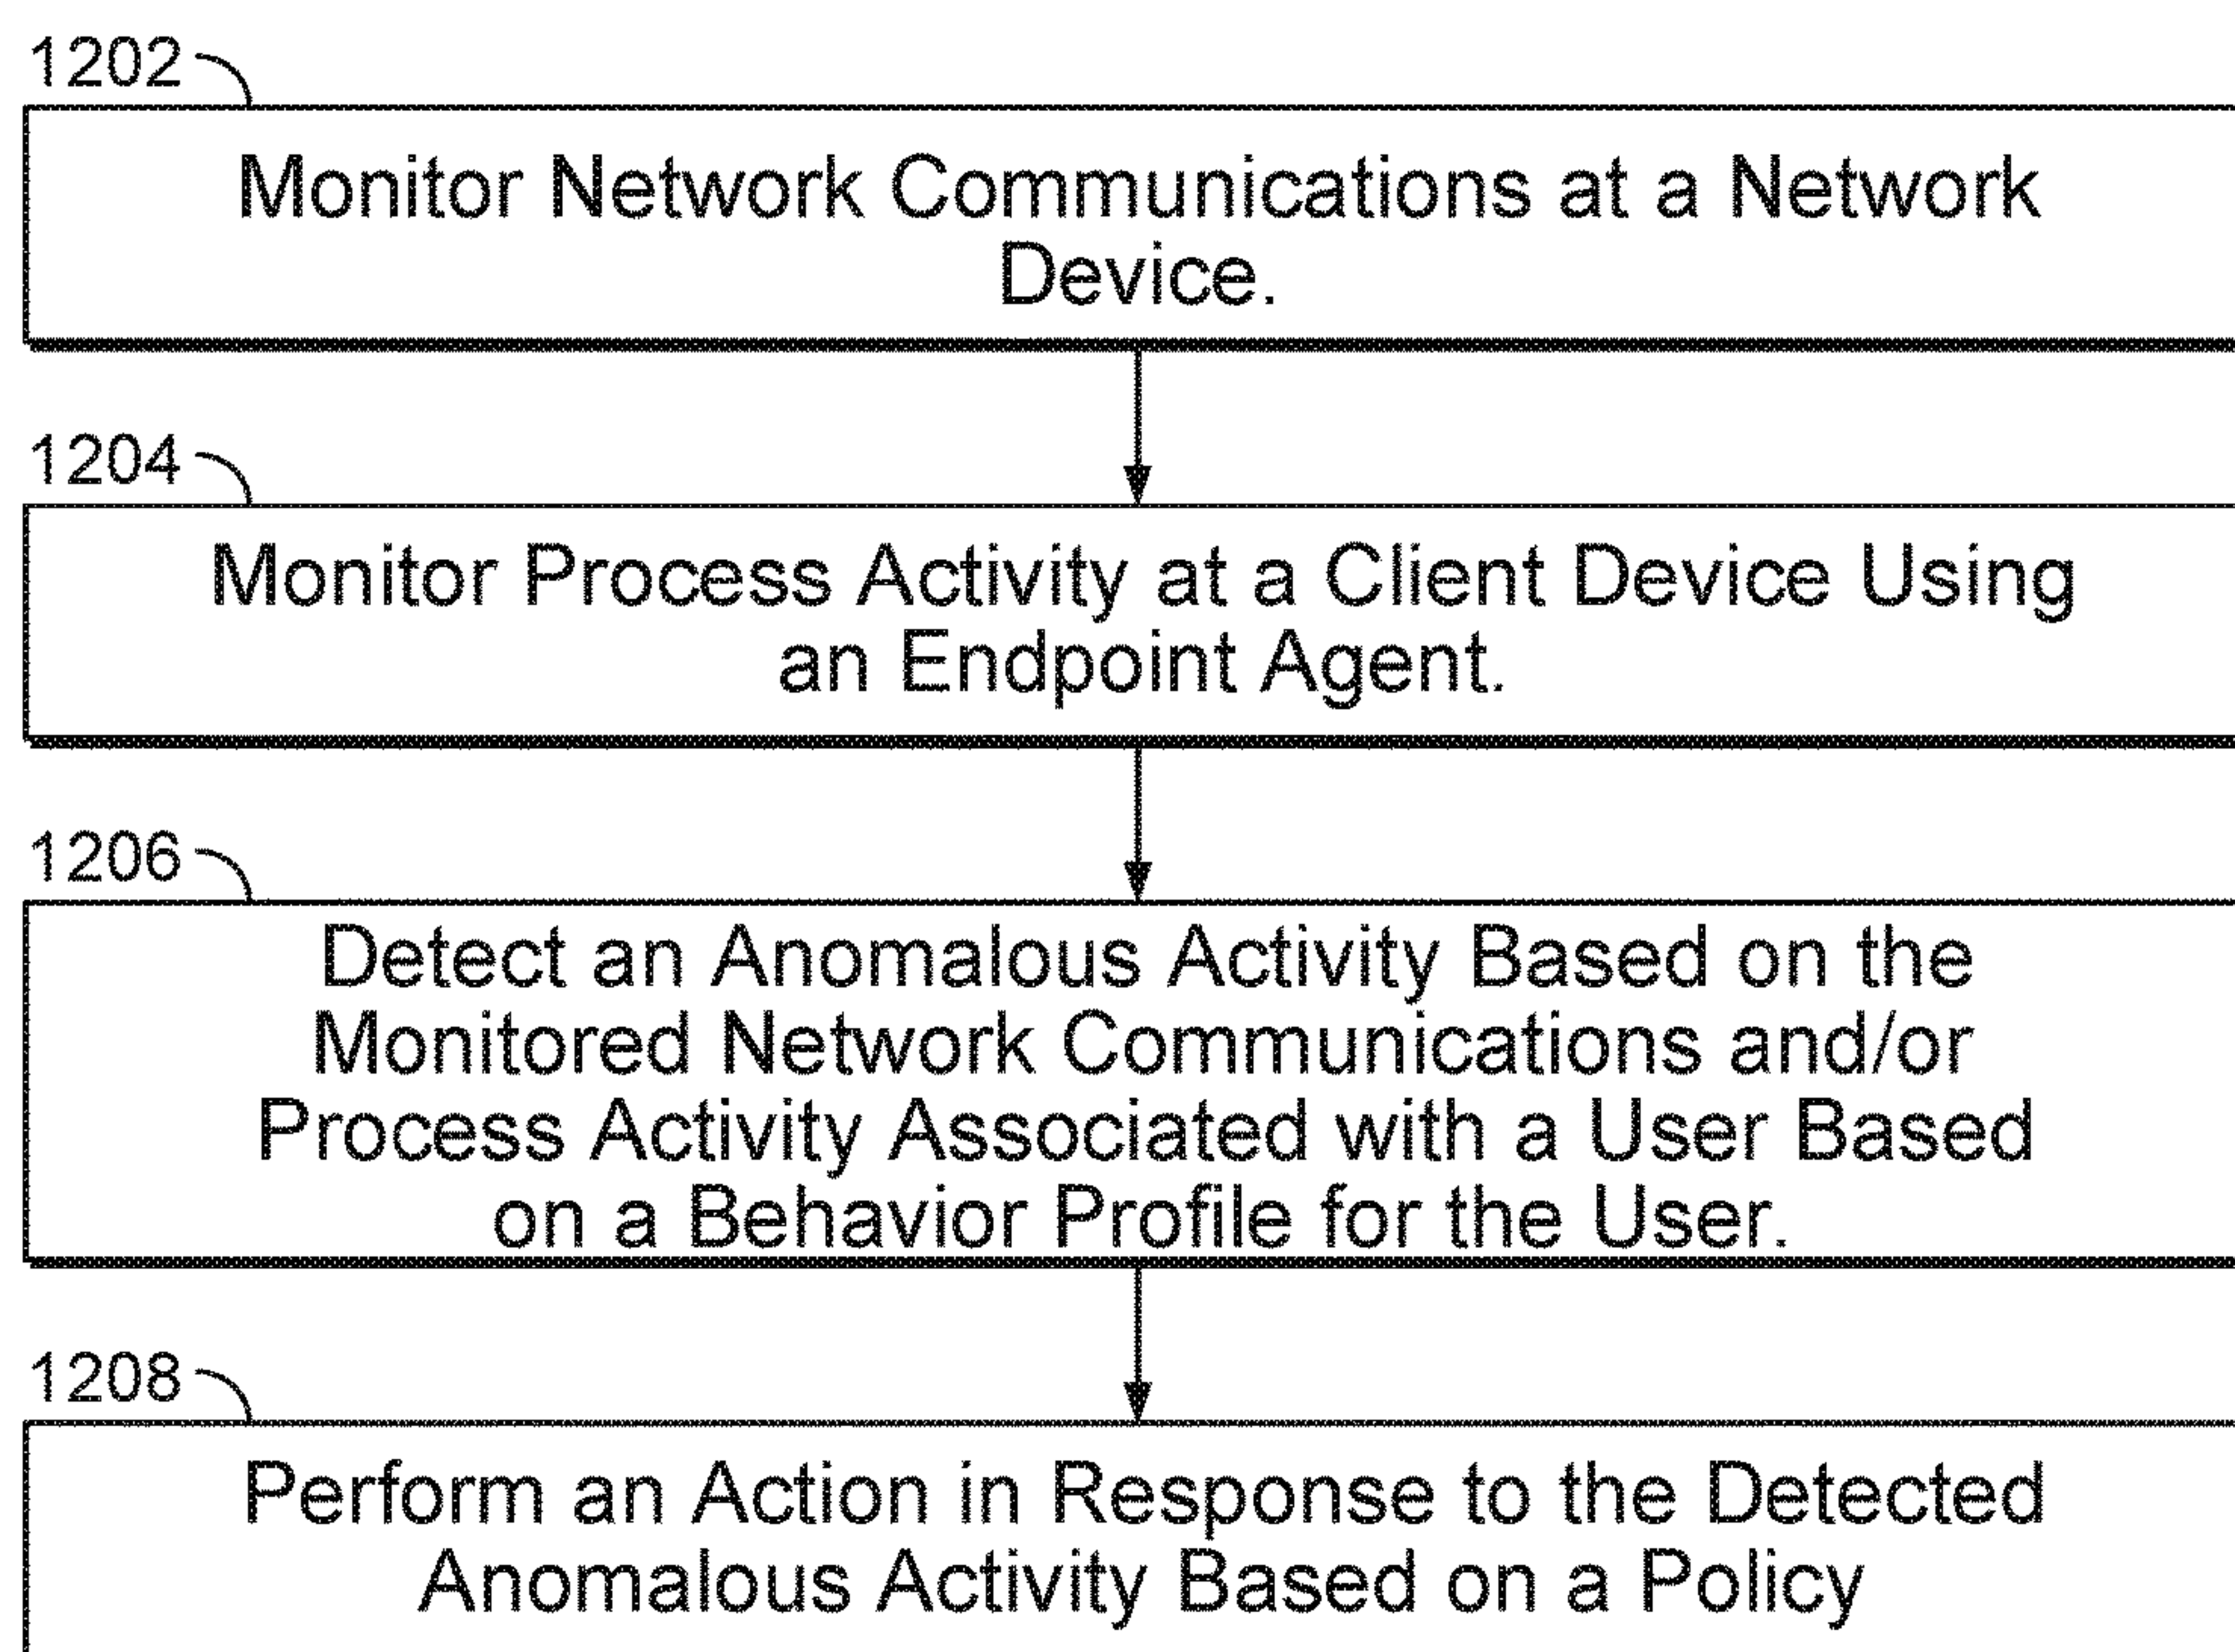 1202
Monitor Network Communications at a Network
Device.
1204
Monitor Process Activity at a Client Device Using
an Endpoint Agent.
1206
Detect an Anomalous Activity Based on the
Monitored Network Communications and/or
Process Activity Associated with a User Based
on a Behavior Profile for the User.
1208
Perform an Action in Response to the Detected
Anomalous Activity Based on a Policy